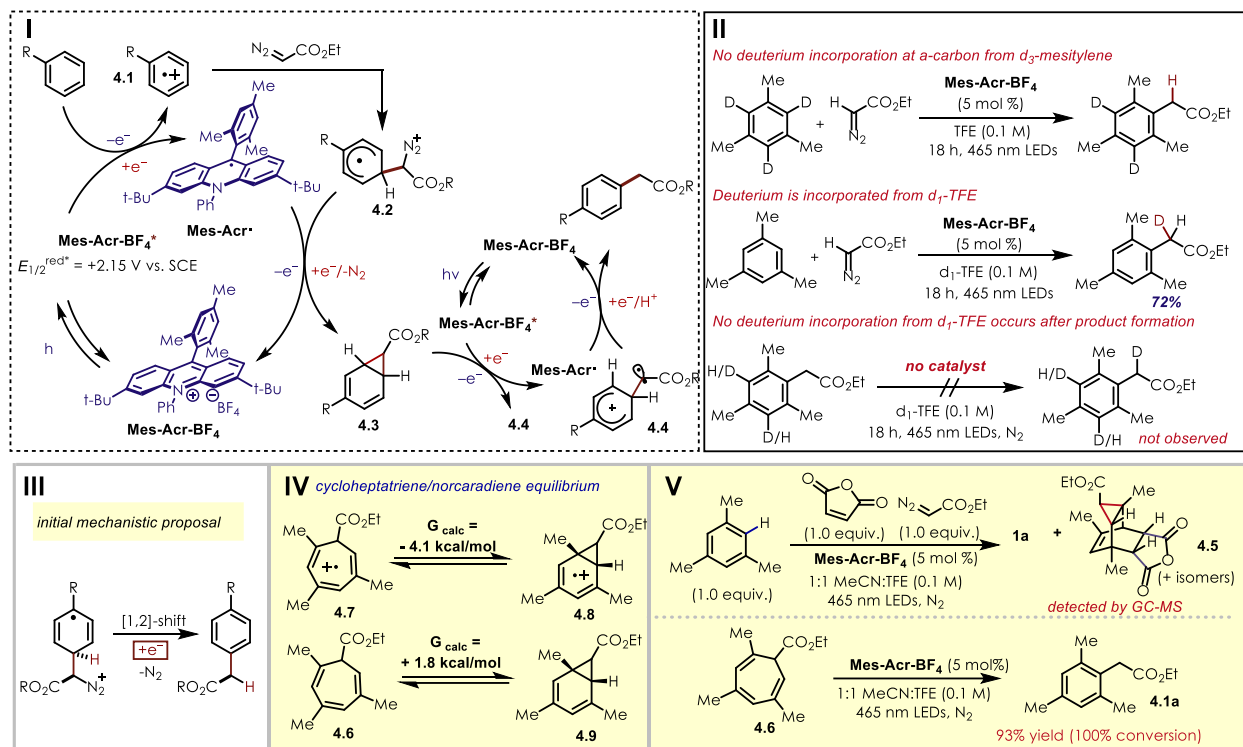 I
R
4.1
R
N2
CO2Et
Me
–e⁻
+e⁻
Me
Me
t-Bu
N
Ph
t-Bu
Mes-Acr-BF4*
Mes-Acr·
E1/2red* = +2.15 V vs. SCE
R
N2+
H
CO2R
4.2
–e⁻
+e⁻/-N2
h
Me
Me
Me
t-Bu
N
Ph
t-Bu
BF4
Mes-Acr-BF4
CO2R
H
H
R
4.3
CO2R
R
Mes-Acr-BF4
hν
–e⁻
+e⁻/H+
Mes-Acr-BF4*
+e⁻
–e⁻
Mes-Acr·
4.4
H
CO2R
H
R
4.4
II
No deuterium incorporation at a-carbon from d3-mesitylene
Me
D
D
Me
Me
D
+
H
CO2Et
N2
Mes-Acr-BF4
(5 mol %)
TFE (0.1 M)
18 h, 465 nm LEDs
Me
H
D
CO2Et
Me
Me
D
Deuterium is incorporated from d1-TFE
Me
Me
Me
+
H
CO2Et
N2
Mes-Acr-BF4
(5 mol %)
d1-TFE (0.1 M)
18 h, 465 nm LEDs
Me
D
H
CO2Et
Me
Me
72%
No deuterium incorporation from d1-TFE occurs after product formation
Me
H/D
CO2Et
Me
Me
D/H
no catalyst
d1-TFE (0.1 M)
18 h, 465 nm LEDs, N2
Me
D
H/D
CO2Et
Me
Me
D/H
not observed
III
initial mechanistic proposal
R
H
RO2C
N2+
[1,2]-shift
+e⁻
-N2
R
RO2C
H
IV
cycloheptatriene/norcaradiene equilibrium
CO2Et
Me
Me
Me
4.7
G calc =
- 4.1 kcal/mol
CO2Et
Me
H
Me
Me
4.8
CO2Et
Me
Me
Me
4.6
G calc =
+ 1.8 kcal/mol
CO2Et
Me
H
Me
Me
4.9
V
Me
H
Me
Me
(1.0 equiv.)
O
O
O
N2
CO2Et
(1.0 equiv.) (1.0 equiv.)
Mes-Acr-BF4 (5 mol %)
1:1 MeCN:TFE (0.1 M)
465 nm LEDs, N2
1a
+
EtO2C
Me
Me
H
H
H
O
O
O
Me
4.5
(+ isomers)
detected by GC-MS
CO2Et
Me
Me
Me
4.6
Mes-Acr-BF4 (5 mol%)
1:1 MeCN:TFE (0.1 M)
465 nm LEDs, N2
Me
CO2Et
Me
Me
4.1a
93% yield (100% conversion)